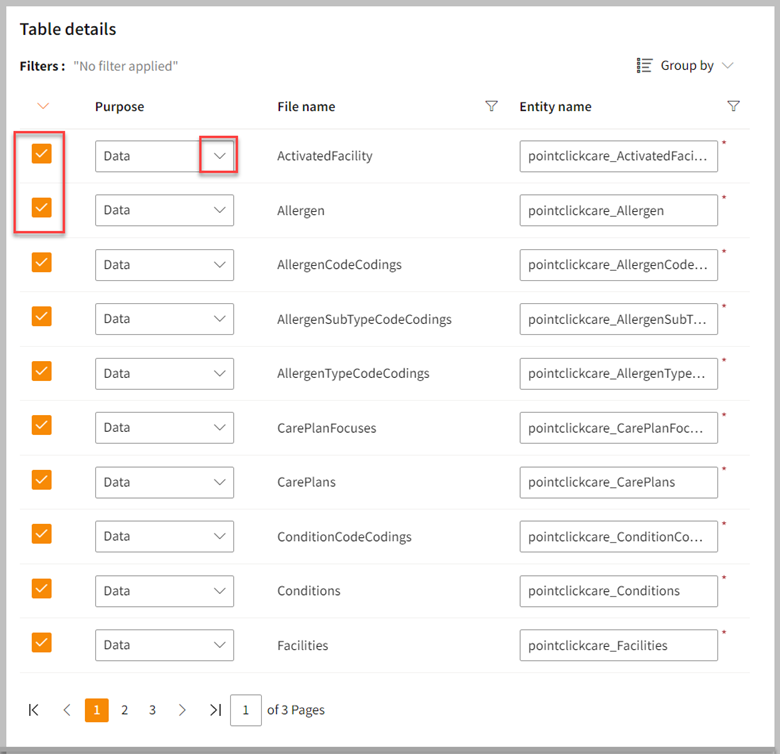 Table details
Filters : "No filter applied" Group by
Purpose File name Entity name
Data ActivatedFacility pointclickcare_ActivatedFaci... *
Data Allergen pointclickcare_Allergen *
Data AllergenCodeCodings pointclickcare_AllergenCode... *
Data AllergenSubTypeCodeCodings pointclickcare_AllergenSubT... *
Data AllergenTypeCodeCodings pointclickcare_AllergenType... *
Data CarePlanFocuses pointclickcare_CarePlanFoc... *
Data CarePlans pointclickcare_CarePlans *
Data ConditionCodeCodings pointclickcare_ConditionCo... *
Data Conditions pointclickcare_Conditions *
Data Facilities pointclickcare_Facilities *
1 2 3 1 of 3 Pages